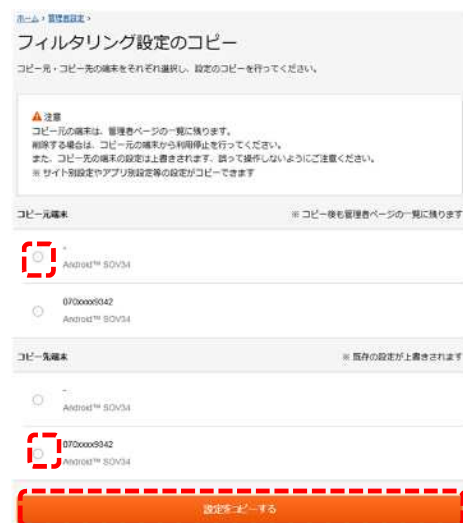 ホーム › 管理者設定 ›
フィルタリング設定のコピー
コピー元・コピー先の端末をそれぞれ選択し、設定のコピーを行ってください。
注意
コピー元の端末は、管理者ページの一覧に残ります。
削除する場合は、コピー元の端末から利用停止を行ってください。
また、コピー先の端末の設定は上書きされます。誤って操作しないようにご注意ください。
※ サイト別設定やアプリ別設定等の設定がコピーできます
コピー元端末 ※ コピー後も管理者ページの一覧に残ります
-
Android™ SOV34
070xxxx9342
Android™ SOV34
コピー先端末 ※ 既存の設定が上書きされます
-
Android™ SOV34
070xxxx9342
Android™ SOV34
設定をコピーする